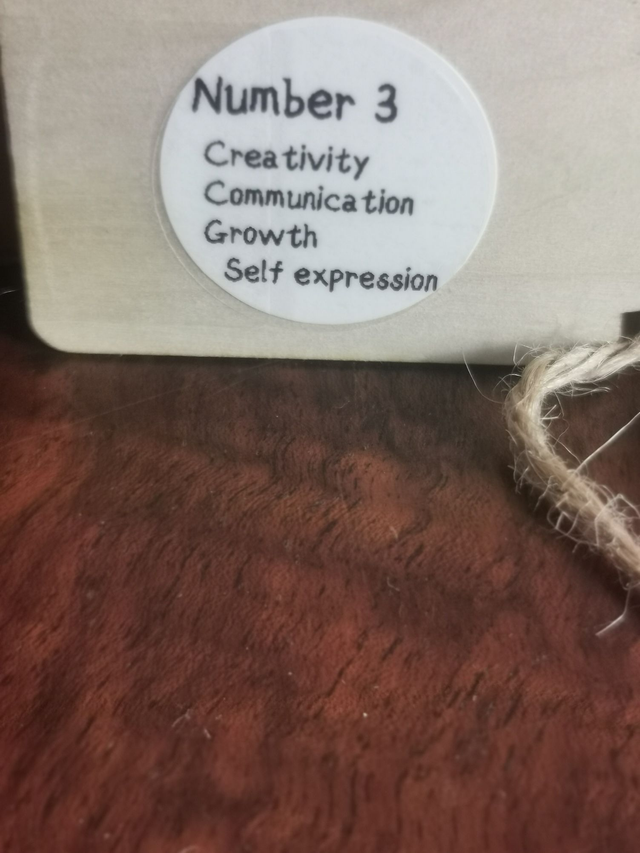 Number 3
Creativity
Communication
Growth
Self expression